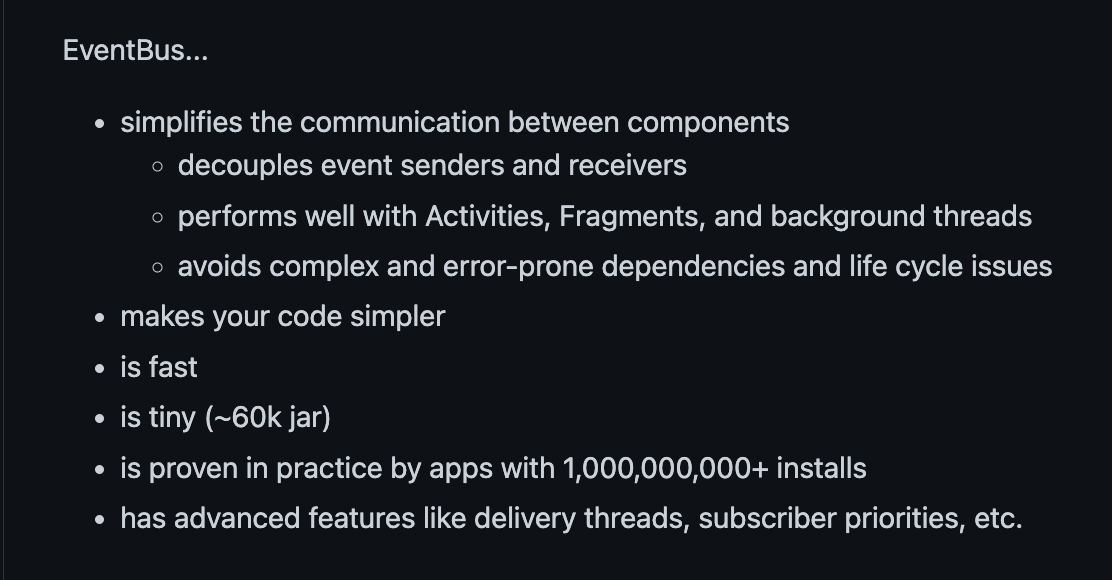 EventBus...
• simplifies the communication between components
◦ decouples event senders and receivers
◦ performs well with Activities, Fragments, and background threads
◦ avoids complex and error-prone dependencies and life cycle issues
• makes your code simpler
• is fast
• is tiny (~60k jar)
• is proven in practice by apps with 1,000,000,000+ installs
• has advanced features like delivery threads, subscriber priorities, etc.